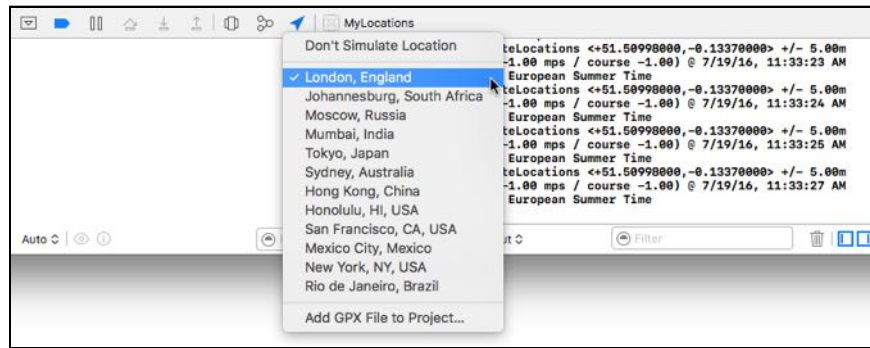 MyLocations
Don't Simulate Location
✓ London, England
Johannesburg, South Africa
Moscow, Russia
Mumbai, India
Tokyo, Japan
Sydney, Australia
Hong Kong, China
Honolulu, HI, USA
San Francisco, CA, USA
Mexico City, Mexico
New York, NY, USA
Rio de Janeiro, Brazil
Add GPX File to Project...
teLocations <+51.50998000,-0.13370000> +/- 5.00m
-1.00 mps / course -1.00) @ 7/19/16, 11:33:23 AM
European Summer Time
teLocations <+51.50998000,-0.13370000> +/- 5.00m
-1.00 mps / course -1.00) @ 7/19/16, 11:33:24 AM
European Summer Time
teLocations <+51.50998000,-0.13370000> +/- 5.00m
-1.00 mps / course -1.00) @ 7/19/16, 11:33:25 AM
European Summer Time
teLocations <+51.50998000,-0.13370000> +/- 5.00m
-1.00 mps / course -1.00) @ 7/19/16, 11:33:27 AM
European Summer Time
Auto
ut
Filter